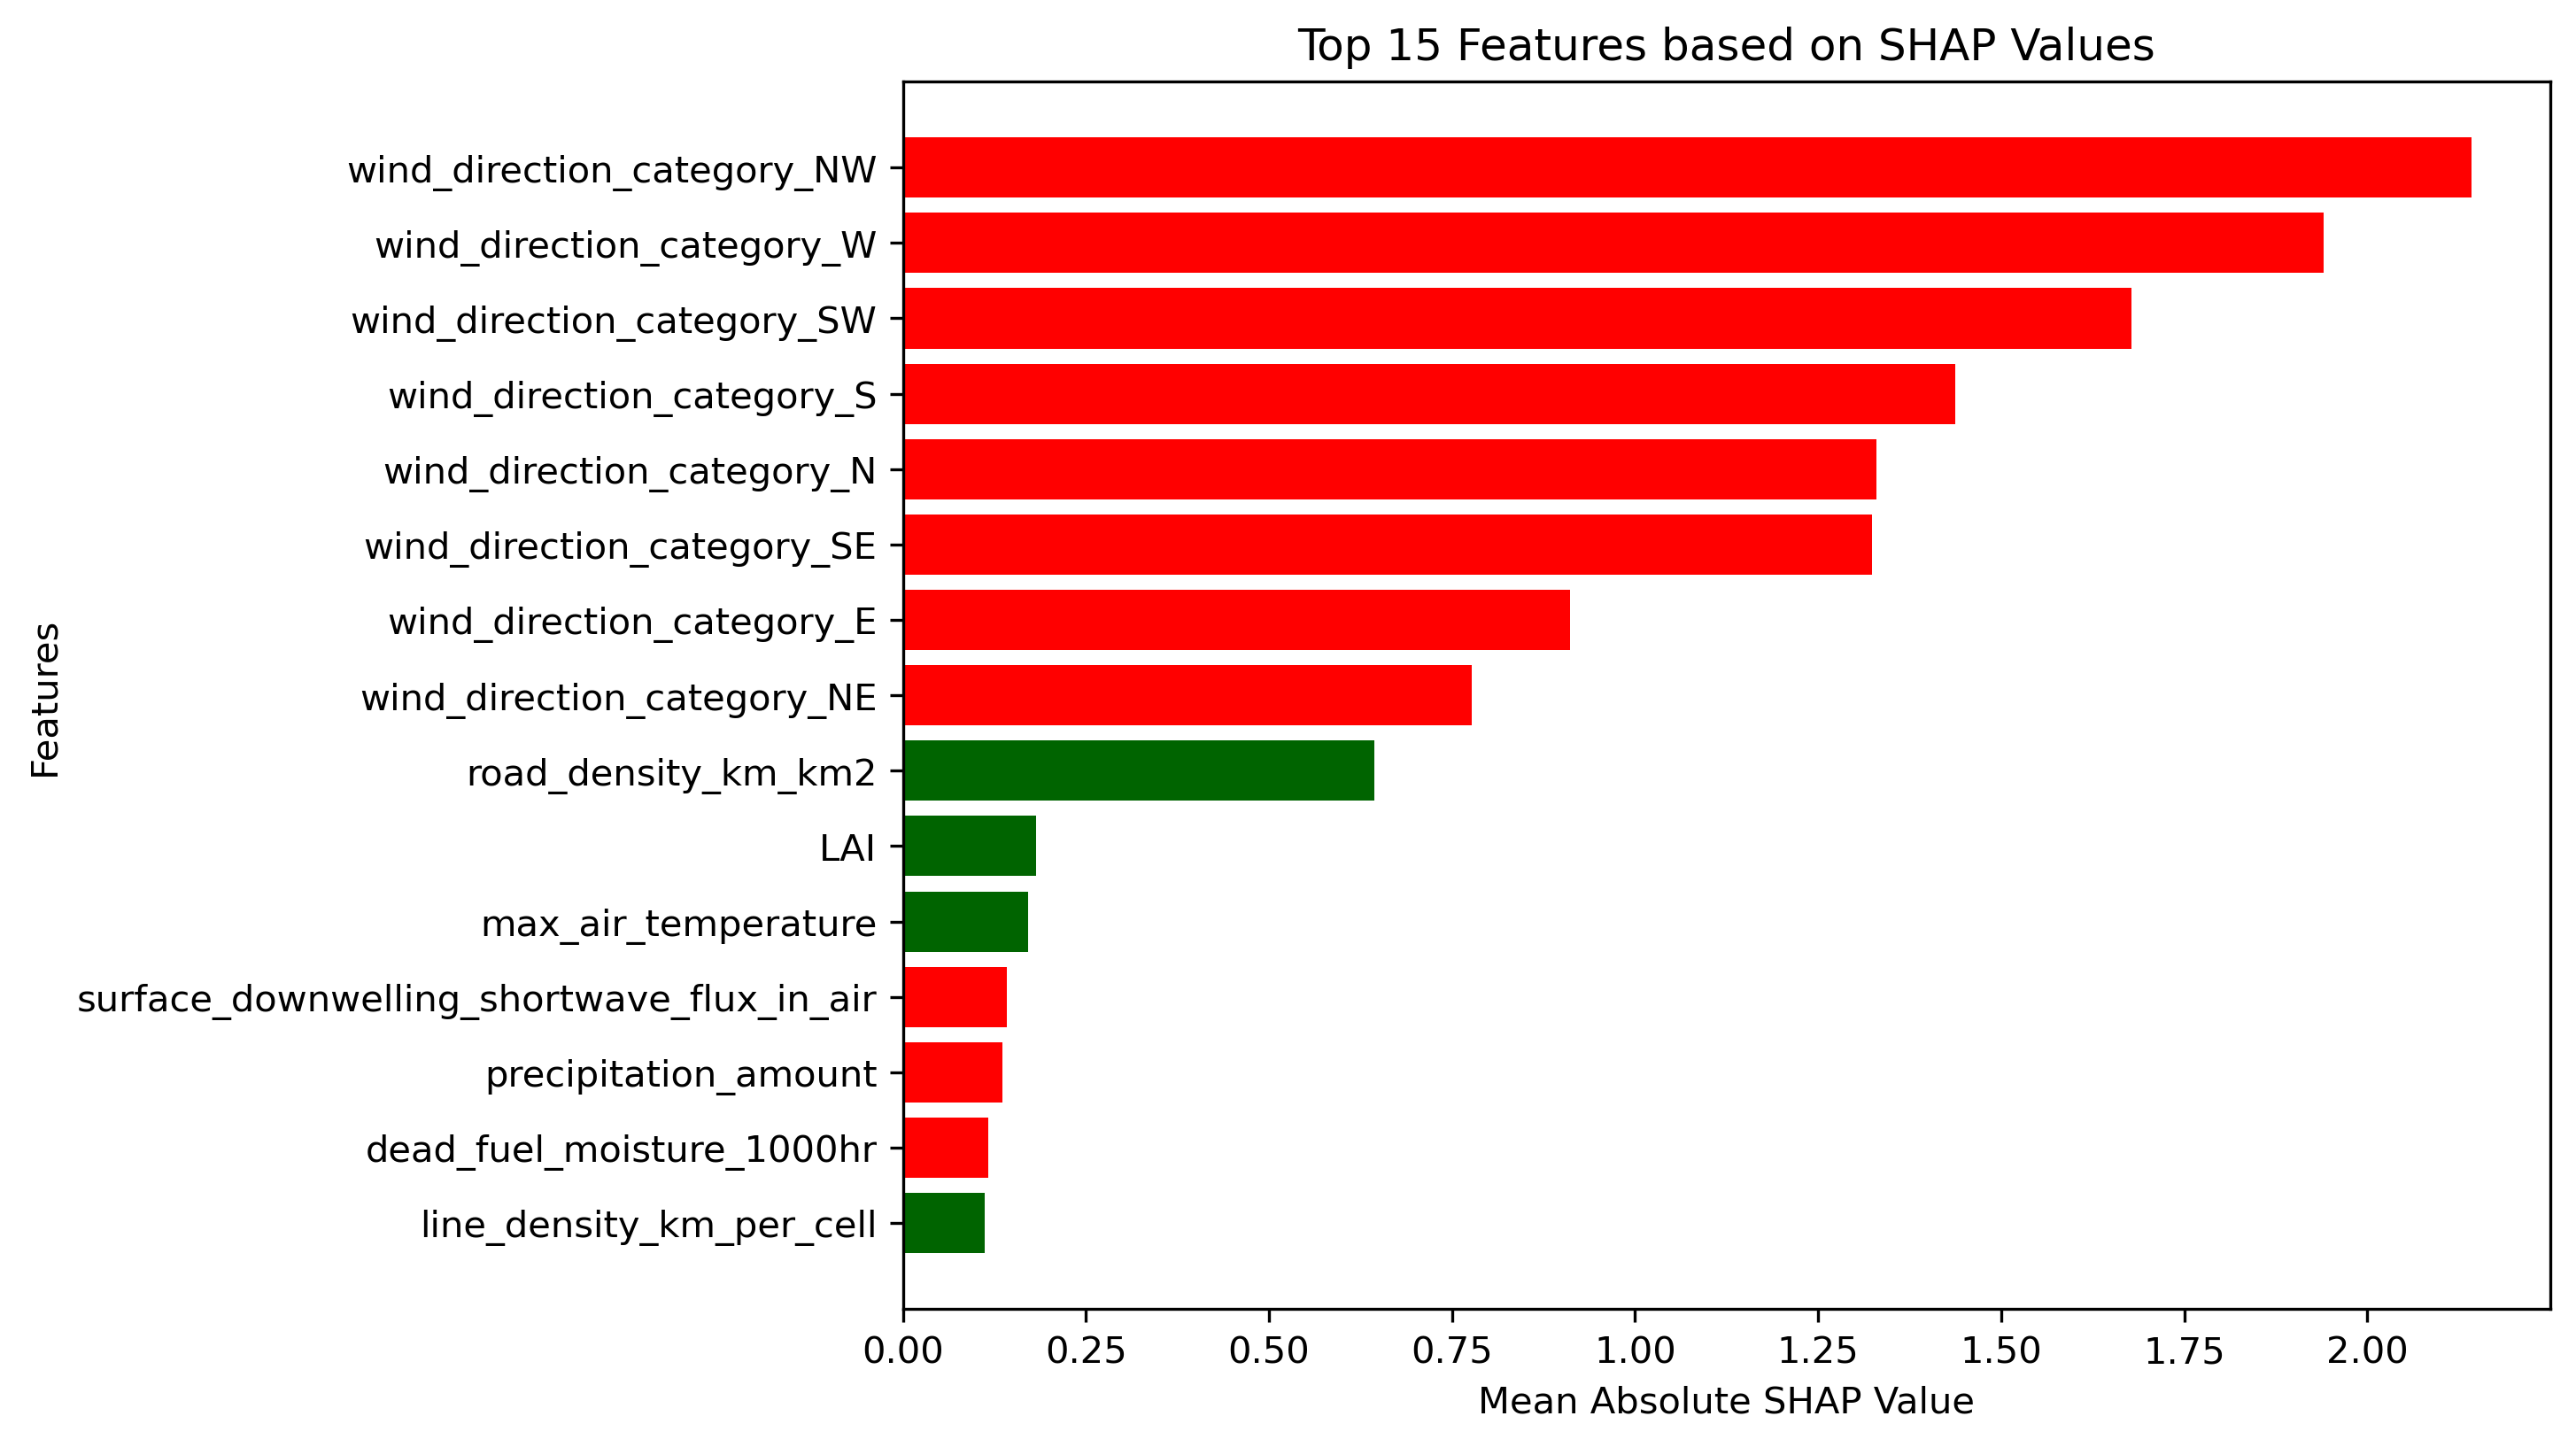 Top 15 Features based on SHAP Values
wind_direction_category_NW
wind_direction_category_W
wind_direction_category_SW
wind_direction_category_S
wind_direction_category_N
wind_direction_category_SE
wind_direction_category_E
wind_direction_category_NE
road_density_km_km2
LAI
max_air_temperature
surface_downwelling_shortwave_flux_in_air
precipitation_amount
dead_fuel_moisture_1000hr
line_density_km_per_cell
Features
0.00 0.25 0.50 0.75 1.00 1.25 1.50 1.75 2.00
Mean Absolute SHAP Value